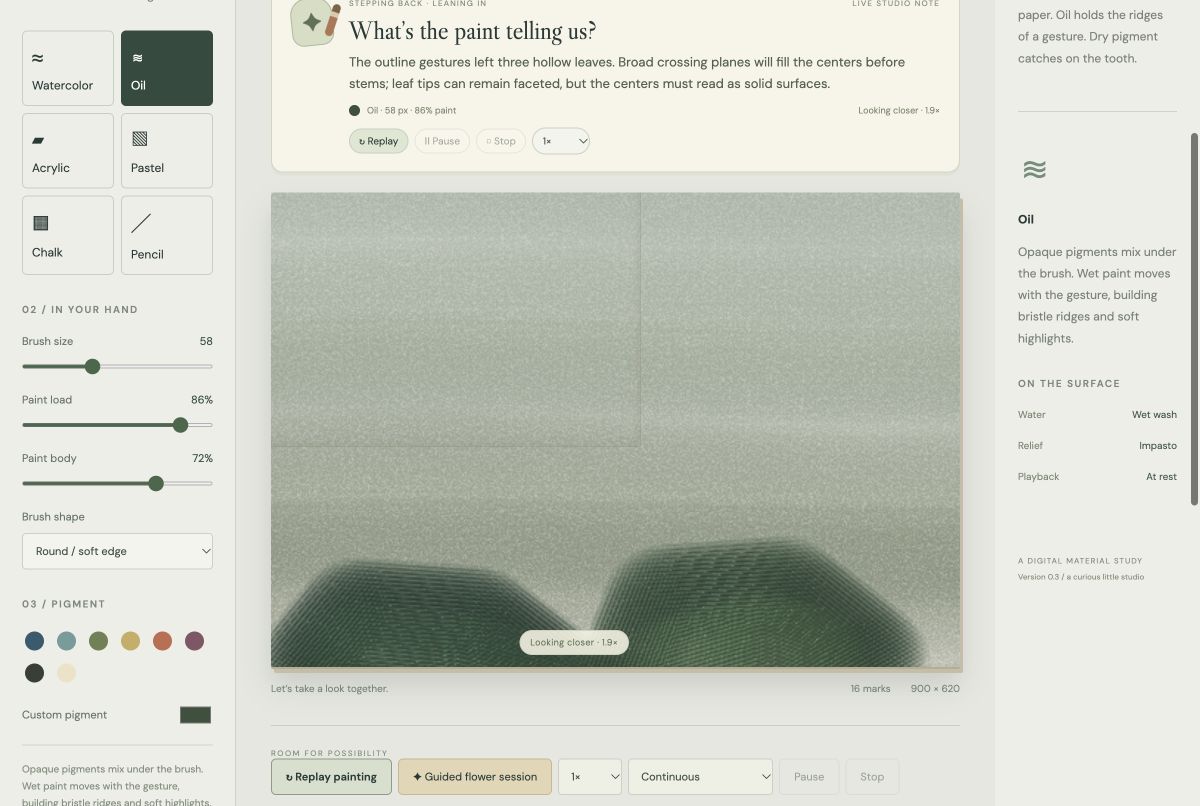 Watercolor
Oil
Acrylic
Pastel
Chalk
Pencil
02 / IN YOUR HAND
Brush size 58
Paint load 86%
Paint body 72%
Brush shape
Round / soft edge
03 / PIGMENT
Custom pigment
Opaque pigments mix under the brush.
Wet paint moves with the gesture,
building bristle ridges and soft highlights.
STEPPING BACK · LEANING IN LIVE STUDIO NOTE
What's the paint telling us?
The outline gestures left three hollow leaves. Broad crossing planes will fill the centers before
stems; leaf tips can remain faceted, but the centers must read as solid surfaces.
Oil · 58 px · 86% paint Looking closer · 1.9×
↻ Replay II Pause ▫ Stop 1×
Looking closer · 1.9×
Let's take a look together. 16 marks 900 × 620
ROOM FOR POSSIBILITY
↻ Replay painting ✦ Guided flower session 1× Continuous Pause Stop
paper. Oil holds the ridges
of a gesture. Dry pigment
catches on the tooth.
Oil
Opaque pigments mix under
the brush. Wet paint moves
with the gesture, building
bristle ridges and soft
highlights.
ON THE SURFACE
Water Wet wash
Relief Impasto
Playback At rest
A DIGITAL MATERIAL STUDY
Version 0.3 / a curious little studio